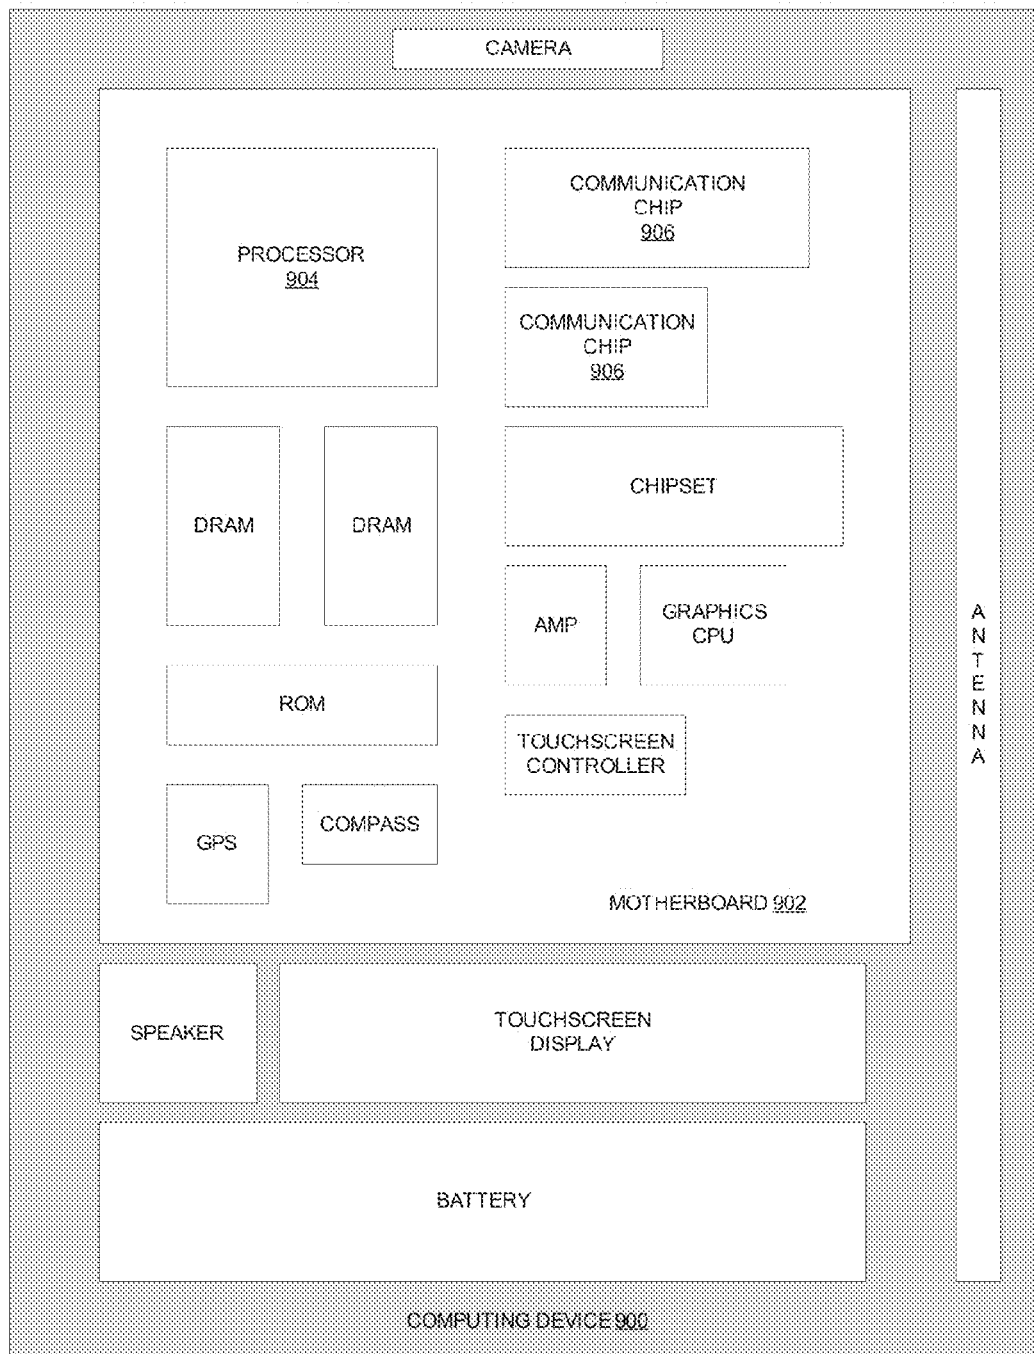 CAMERA
PROCESSOR
904
COMMUNICATION
CHIP
906
COMMUNICATION
CHIP
906
DRAM
DRAM
CHIPSET
AMP
GRAPHICS
CPU
ROM
TOUCHSCREEN
CONTROLLER
GPS
COMPASS
MOTHERBOARD 902
ANTENNA
SPEAKER
TOUCHSCREEN
DISPLAY
BATTERY
COMPUTING DEVICE 900